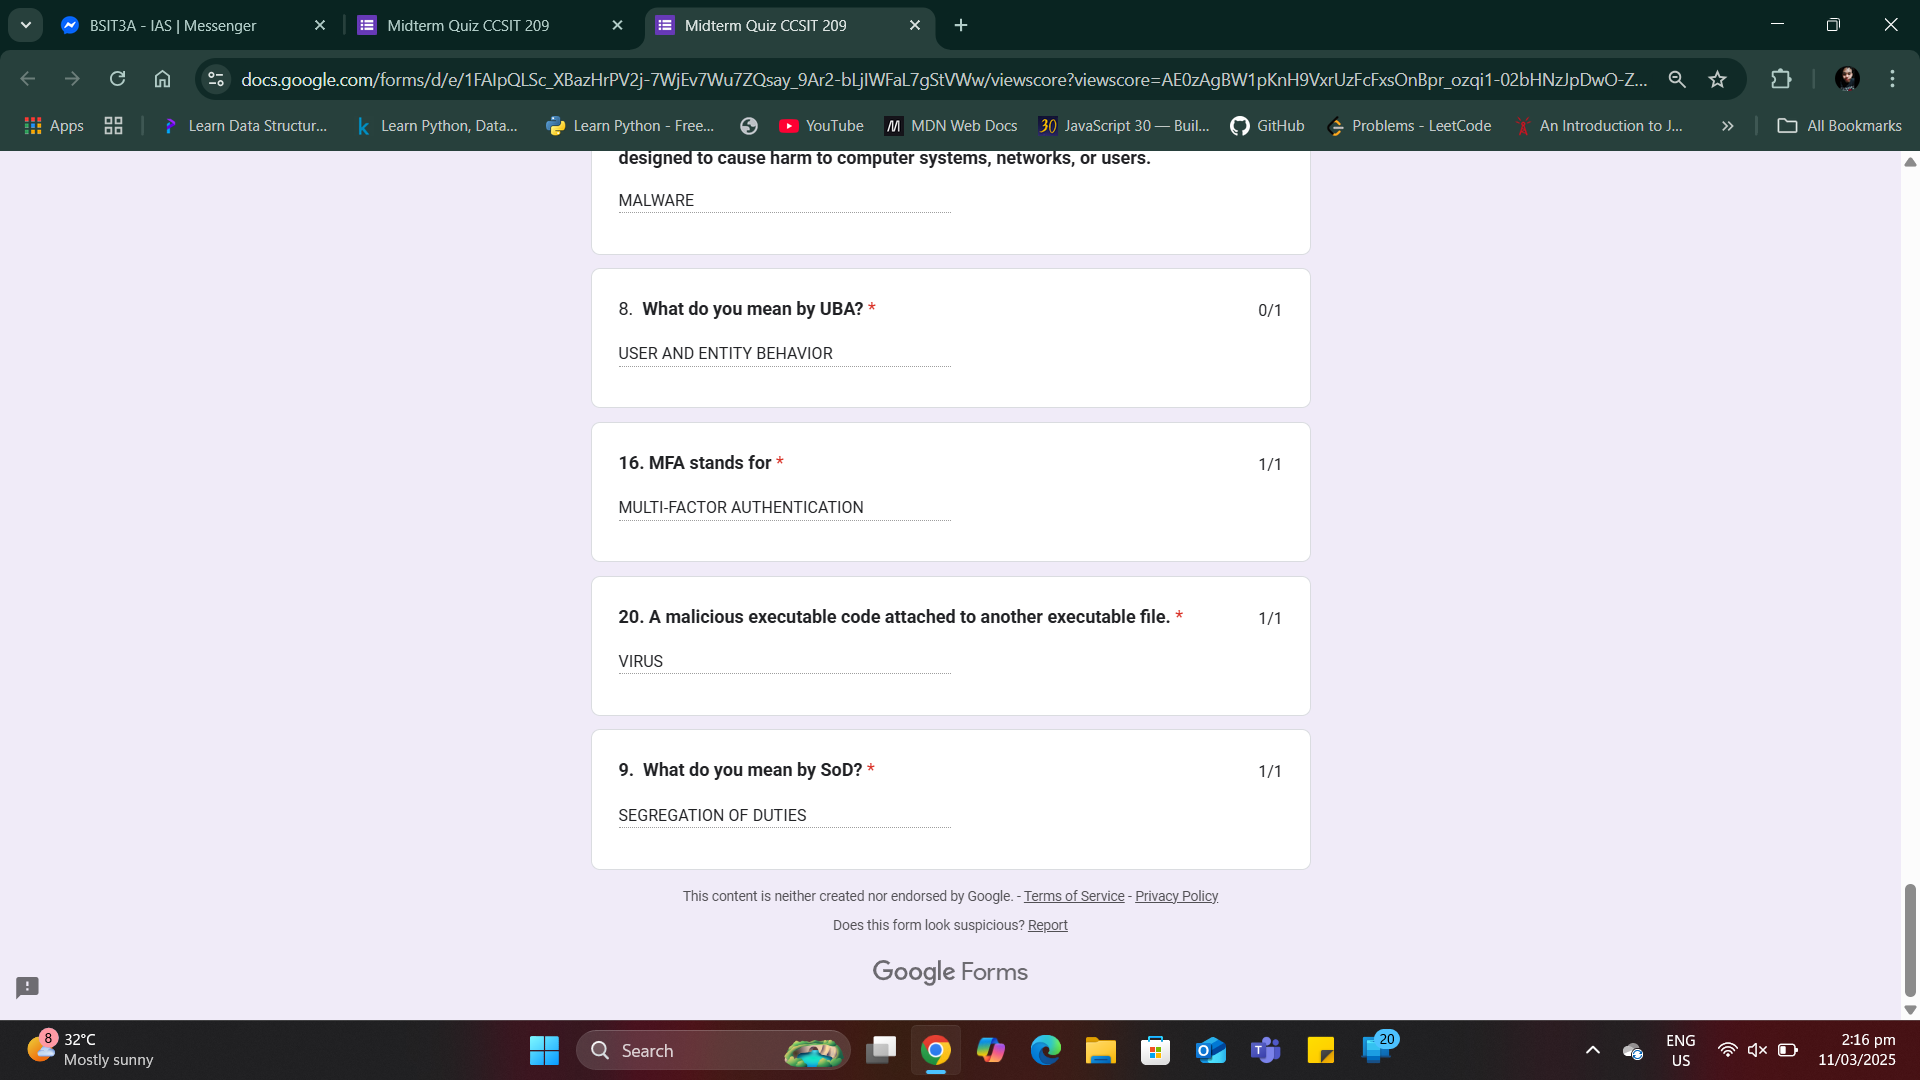 BSIT3A - IAS | Messenger
Midterm Quiz CCSIT 209
Midterm Quiz CCSIT 209
docs.google.com/forms/d/e/1FAIpQLSc_XBazHrPV2j-7WjEv7Wu7ZQsay_9Ar2-bLjIWFaL7gStVWw/viewscore?viewscore=AE0zAgBW1pKnH9VxrUzFcFxsOnBpr_ozqi1-02bHNzJpDwO-Z...
Apps
Learn Data Structur...
Learn Python, Data...
Learn Python - Free...
YouTube
MDN Web Docs
30 JavaScript 30 — Buil...
GitHub
Problems - LeetCode
An Introduction to J...
All Bookmarks
designed to cause harm to computer systems, networks, or users.
MALWARE
8. What do you mean by UBA? *
0/1
USER AND ENTITY BEHAVIOR
16. MFA stands for *
1/1
MULTI-FACTOR AUTHENTICATION
20. A malicious executable code attached to another executable file. *
1/1
VIRUS
9. What do you mean by SoD? *
1/1
SEGREGATION OF DUTIES
This content is neither created nor endorsed by Google. - Terms of Service - Privacy Policy
Does this form look suspicious? Report
Google Forms
8
32°C
Mostly sunny
Search
20
ENG
US
2:16 pm
11/03/2025